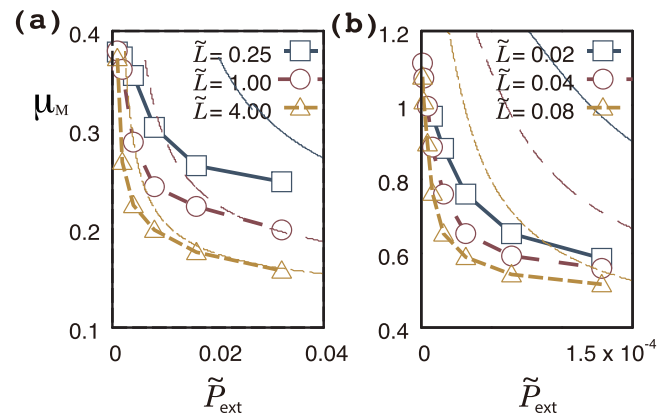 (a)
0.4
0.3
0.2
0.1
μM
L̃ = 0.25
L̃ = 1.00
L̃ = 4.00
0
0.02
0.04
P̃ext
(b)
1.2
1
0.8
0.6
0.4
L̃ = 0.02
L̃ = 0.04
L̃ = 0.08
0
1.5 x 10⁻⁴
P̃ext